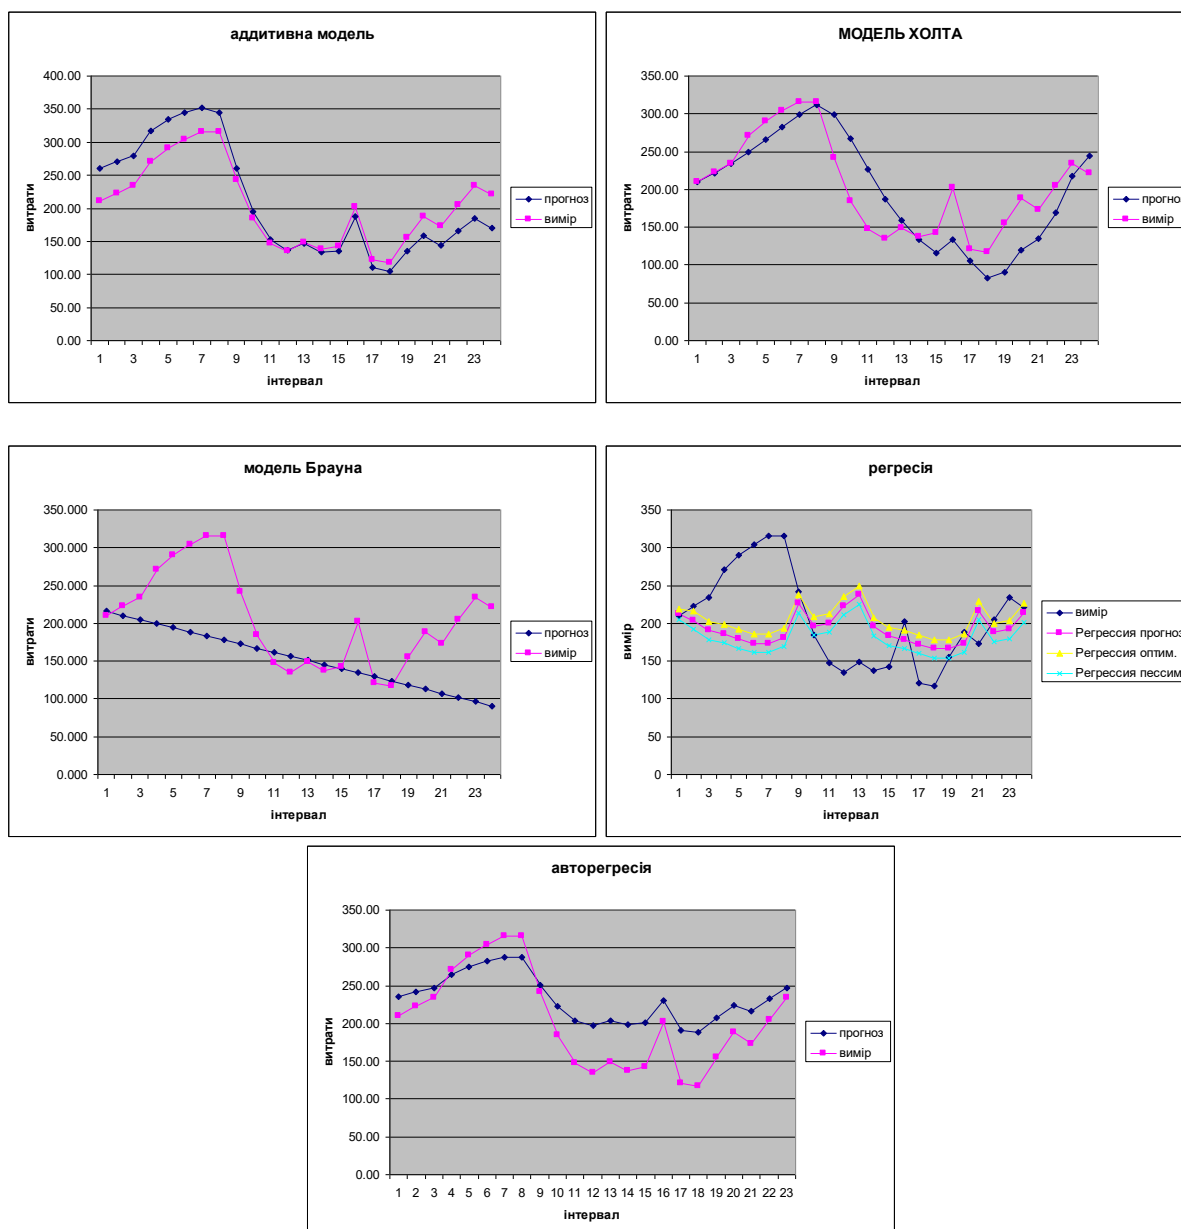 аддитивна модель
400.00
350.00
300.00
250.00
200.00
150.00
100.00
50.00
0.00
витрати
1 3 5 7 9 11 13 15 17 19 21 23
інтервал
прогноз
вимір
МОДЕЛЬ ХОЛТА
350.00
300.00
250.00
200.00
150.00
100.00
50.00
0.00
витрати
1 3 5 7 9 11 13 15 17 19 21 23
інтервал
прогноз
вимір
модель Брауна
350.000
300.000
250.000
200.000
150.000
100.000
50.000
0.000
витрати
1 3 5 7 9 11 13 15 17 19 21 23
інтервал
прогноз
вимір
регресія
350
300
250
200
150
100
50
0
вимір
1 3 5 7 9 11 13 15 17 19 21 23
інтервал
вимір
Регрессия прогноз
Регрессия оптим.
Регрессия пессим
авторегресія
350.00
300.00
250.00
200.00
150.00
100.00
50.00
0.00
витрати
1 2 3 4 5 6 7 8 9 10 11 12 13 14 15 16 17 18 19 20 21 22 23
інтервал
прогноз
вимір